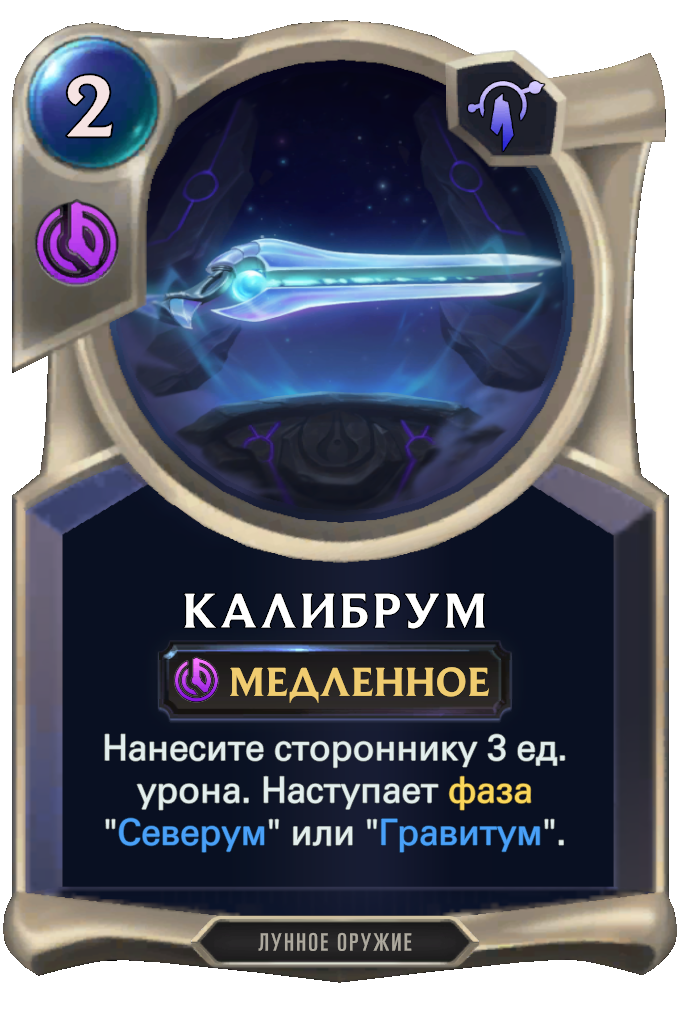 2
КАЛИБРУМ
МЕДЛЕННОЕ
Нанесите стороннику 3 ед.
урона. Наступает фаза
"Северум" или "Гравитум".
ЛУННОЕ ОРУЖИЕ